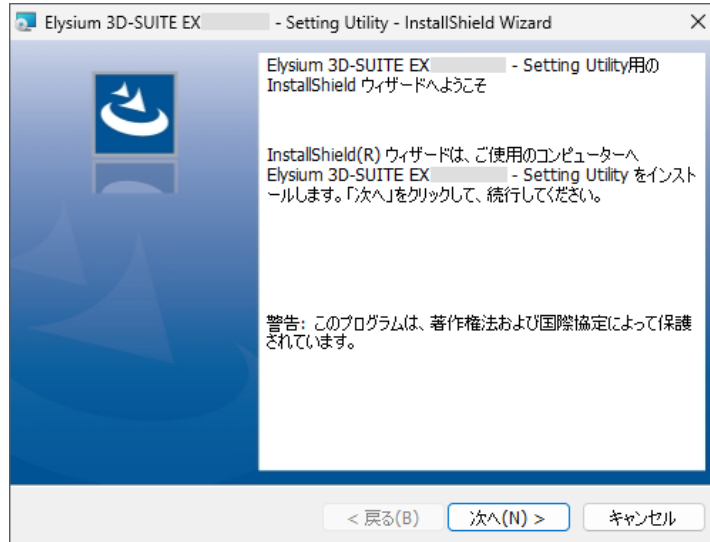 Elysium 3D-SUITE EX - Setting Utility - InstallShield Wizard
Elysium 3D-SUITE EX - Setting Utility用の
InstallShield ウィザードへようこそ
InstallShield(R) ウィザードは、ご使用のコンピューターへ
Elysium 3D-SUITE EX - Setting Utility をインスト
ールします。「次へ」をクリックして、続行してください。
警告: このプログラムは、著作権法および国際協定によって保護
されています。
< 戻る(B)
次へ(N) >
キャンセル